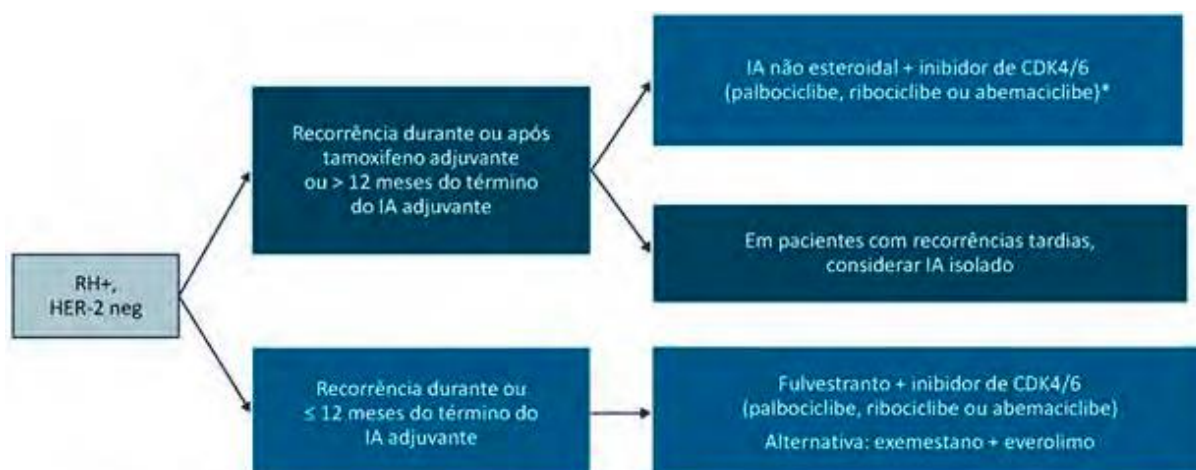 RH+,
HER-2 neg
Recorrência durante ou após
tamoxifeno adjuvante
ou > 12 meses do término
do IA adjuvante
IA não esteroidal + inibidor de CDK4/6
(palbociclibe, ribociclibe ou abemaciclibe)*
Em pacientes com recorrências tardias,
considerar IA isolado
Recorrência durante ou
≤ 12 meses do término do
IA adjuvante
Fulvestranto + inibidor de CDK4/6
(palbociclibe, ribociclibe ou abemaciclibe)
Alternativa: exemestano + everolimo